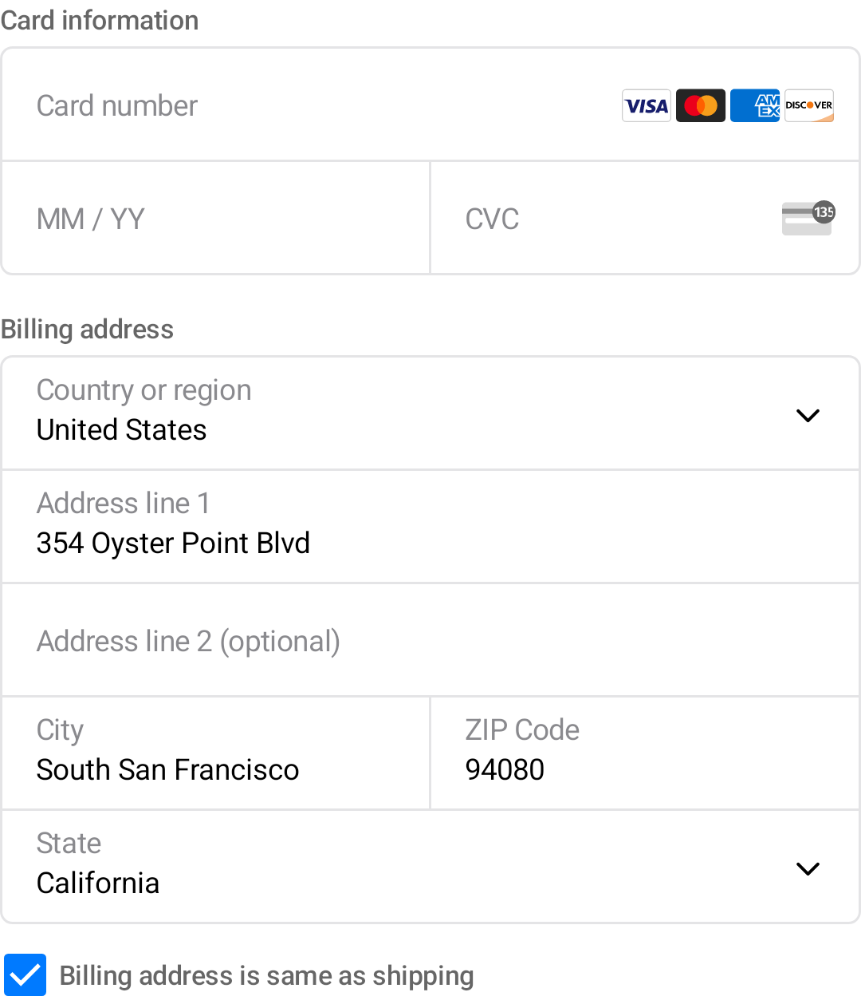 Card information
Card number VISA AM EX DISCOVER
MM / YY CVC 135
Billing address
Country or region
United States
Address line 1
354 Oyster Point Blvd
Address line 2 (optional)
City ZIP Code
South San Francisco 94080
State
California
Billing address is same as shipping